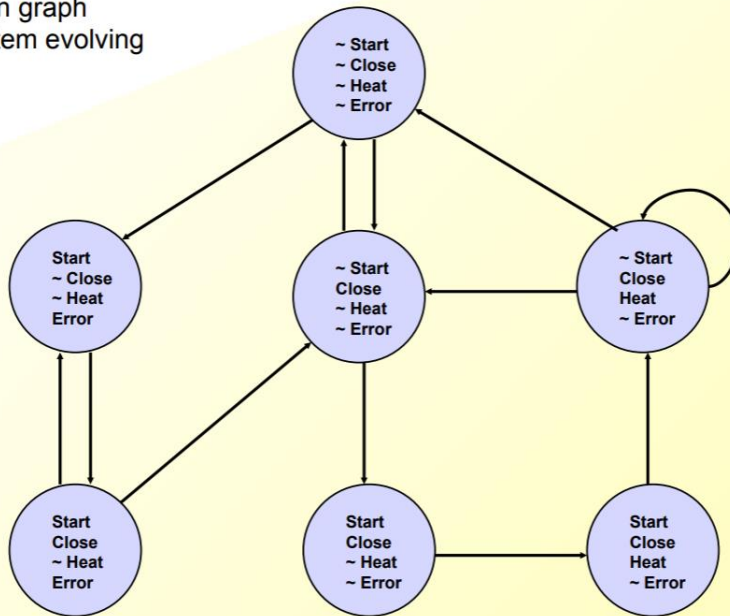 graph
tem evolving
~ Start
~ Close
~ Heat
~ Error
Start
~ Close
~ Heat
Error
~ Start
Close
~ Heat
~ Error
~ Start
Close
Heat
~ Error
Start
Close
~ Heat
Error
Start
Close
~ Heat
~ Error
Start
Close
Heat
~ Error